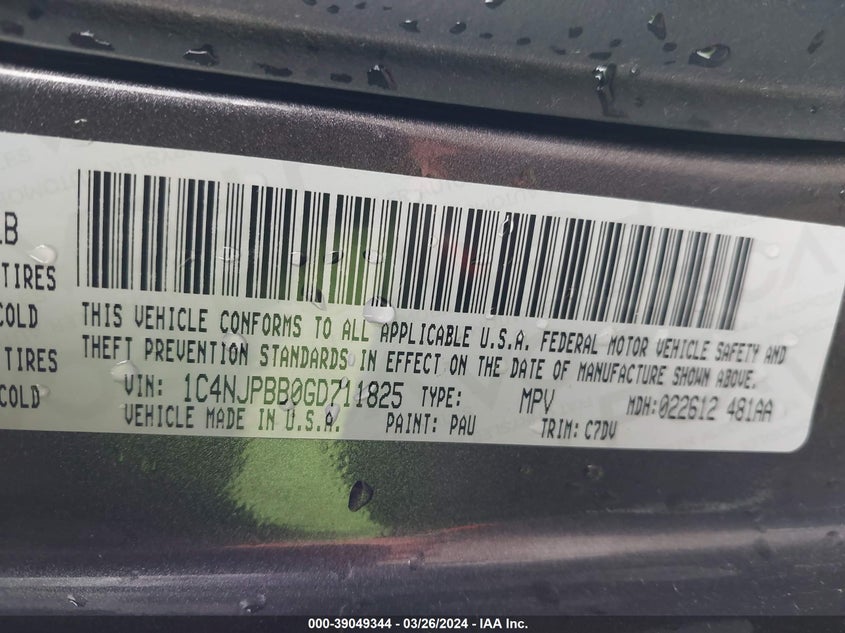 LB
TIRES
COLD
TIRES
COLD
THIS VEHICLE CONFORMS TO ALL APPLICABLE U.S.A. FEDERAL MOTOR VEHICLE SAFETY AND
THEFT PREVENTION STANDARDS IN EFFECT ON THE DATE OF MANUFACTURE SHOWN ABOVE.
VIN: 1C4NJPBB0GD711825 TYPE: MPV MDH:022612 481AA
VEHICLE MADE IN U.S.A. PAINT: PAU TRIM: C7DV
000-39049344 - 03/26/2024 - IAA Inc.